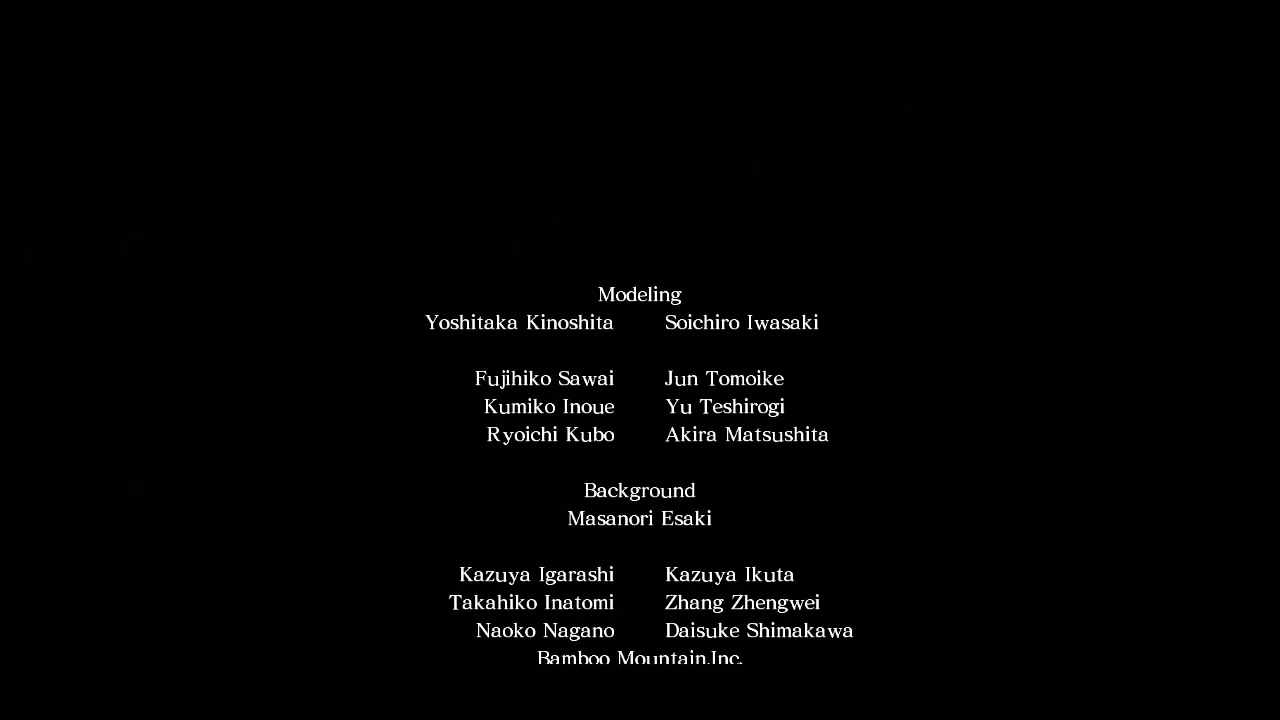 Modeling
Yoshitaka Kinoshita Soichiro Iwasaki
Fujihiko Sawai Jun Tomoike
Kumiko Inoue Yu Teshirogi
Ryoichi Kubo Akira Matsushita
Background
Masanori Esaki
Kazuya Igarashi Kazuya Ikuta
Takahiko Inatomi Zhang Zhengwei
Naoko Nagano Daisuke Shimakawa
Bamboo Mountain.Inc.